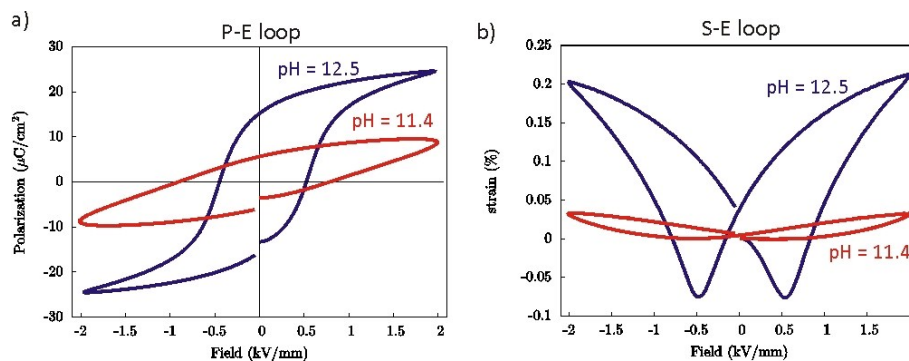 a)
P-E loop
30
25
20
10
0
-10
-20
-30
pH = 12.5
pH = 11.4
Polarization (μC/cm²)
-2
-1.5
-1
-0.5
0
0.5
1
1.5
2
Field (kV/mm)
b)
S-E loop
0.25
0.2
0.15
0.1
0.05
0
-0.05
-0.1
pH = 12.5
pH = 11.4
strain (%)
-2
-1.5
-1
-0.5
0
0.5
1
1.5
2
Field (kV/mm)